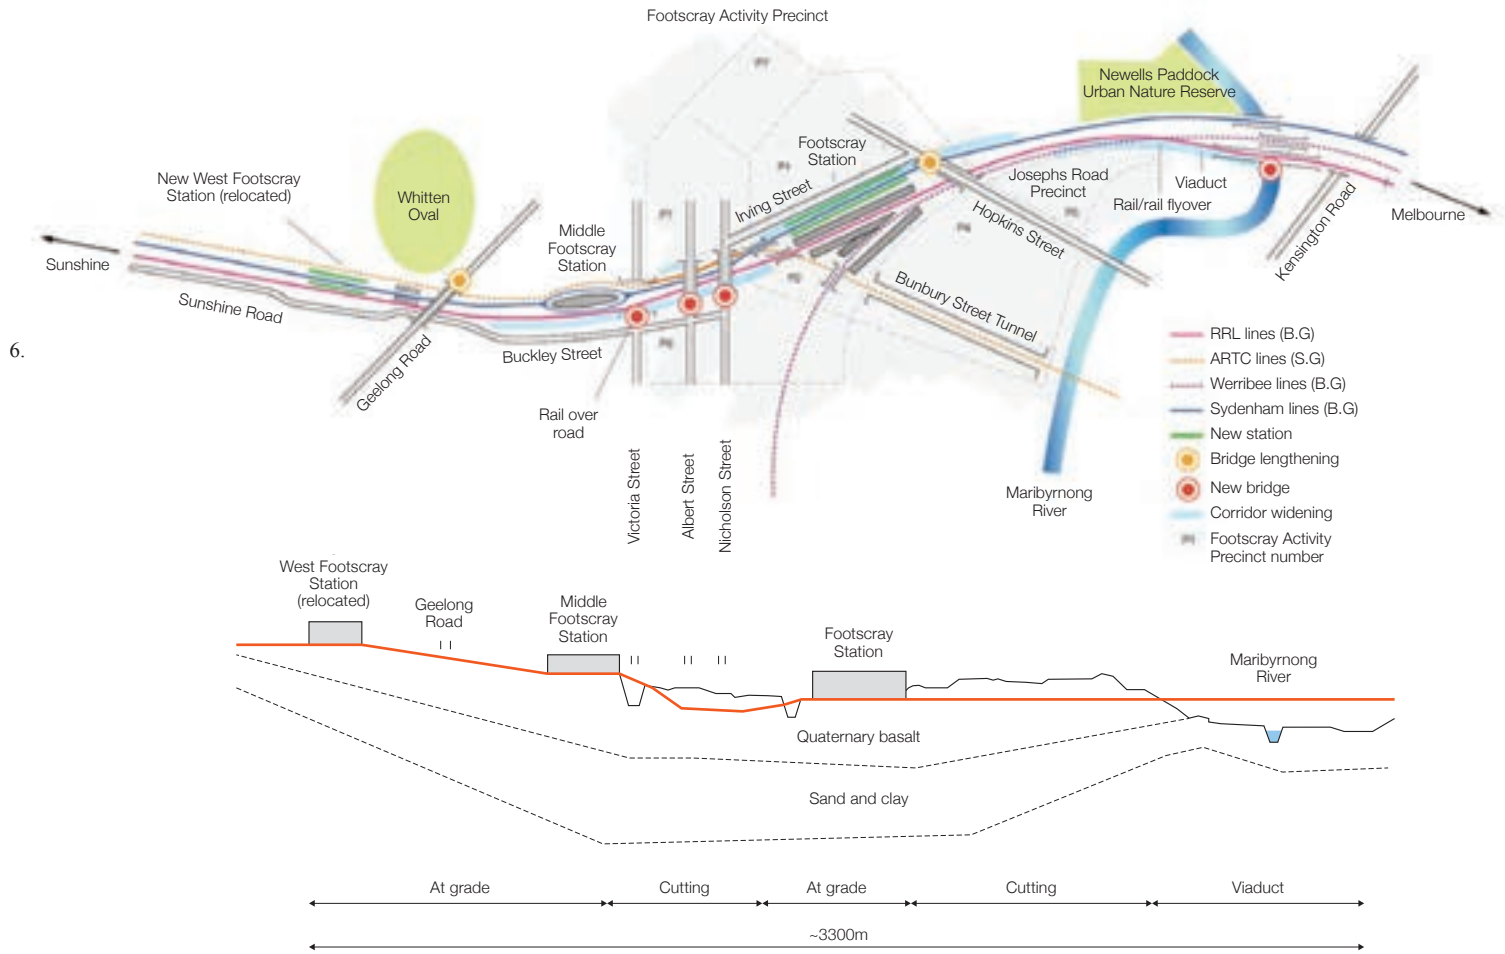 Footscray Activity Precinct
Newells Paddock
Urban Nature Reserve
Footscray
Station
New West Footscray
Station (relocated)
Whitten
Oval
Irving Street
Josephs Road
Precinct
Viaduct
Rail/rail flyover
Melbourne
Middle
Footscray
Station
Hopkins Street
Kensington Road
Sunshine
Sunshine Road
Bunbury Street Tunnel
Geelong Road
Buckley Street
6.
Rail over
road
Victoria Street
Albert Street
Nicholson Street
Maribyrnong
River
RRL lines (B.G)
ARTC lines (S.G)
Werribee lines (B.G)
Sydenham lines (B.G)
New station
Bridge lengthening
New bridge
Corridor widening
Footscray Activity
Precinct number
West Footscray
Station
(relocated)
Geelong
Road
Middle
Footscray
Station
Footscray
Station
Maribyrnong
River
Quaternary basalt
Sand and clay
At grade
Cutting
At grade
Cutting
Viaduct
~3300m